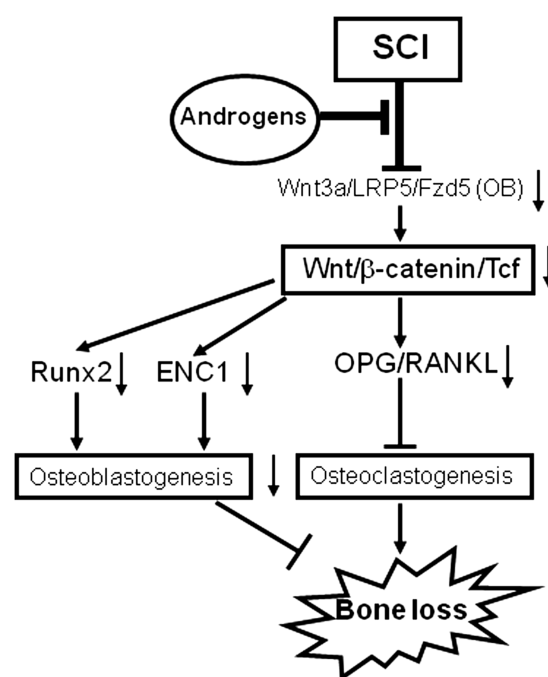 SCI
Androgens
Wnt3a/LRP5/Fzd5 (OB)
Wnt/β-catenin/Tcf
Runx2 ENC1 OPG/RANKL
Osteoblastogenesis Osteoclastogenesis
Bone loss